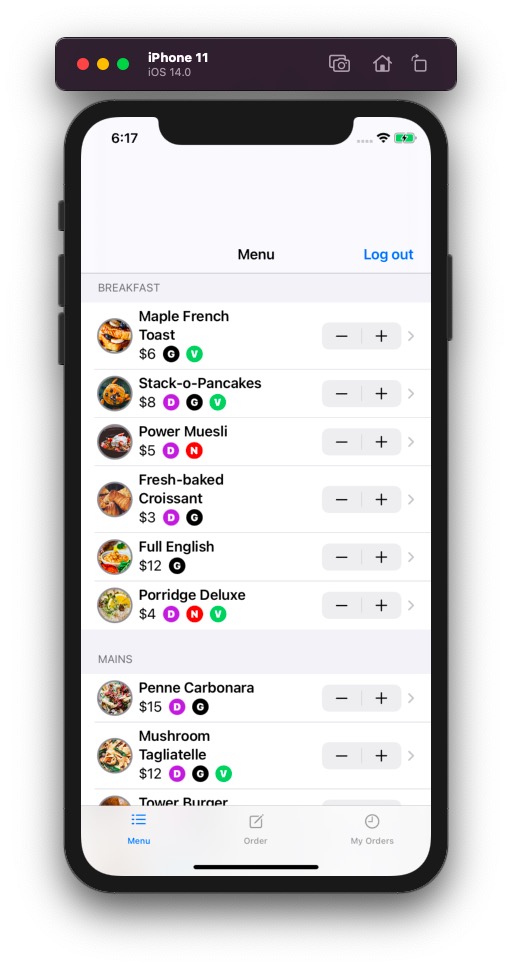 iPhone 11
iOS 14.0
6:17
Menu Log out
BREAKFAST
Maple French
Toast
$6 G V
Stack-o-Pancakes
$8 D G V
Power Muesli
$5 D N
Fresh-baked
Croissant
$3 D G
Full English
$12 G
Porridge Deluxe
$4 D N V
MAINS
Penne Carbonara
$15 D G
Mushroom
Tagliatelle
$12 D G V
Tower Burger
Menu Order My Orders